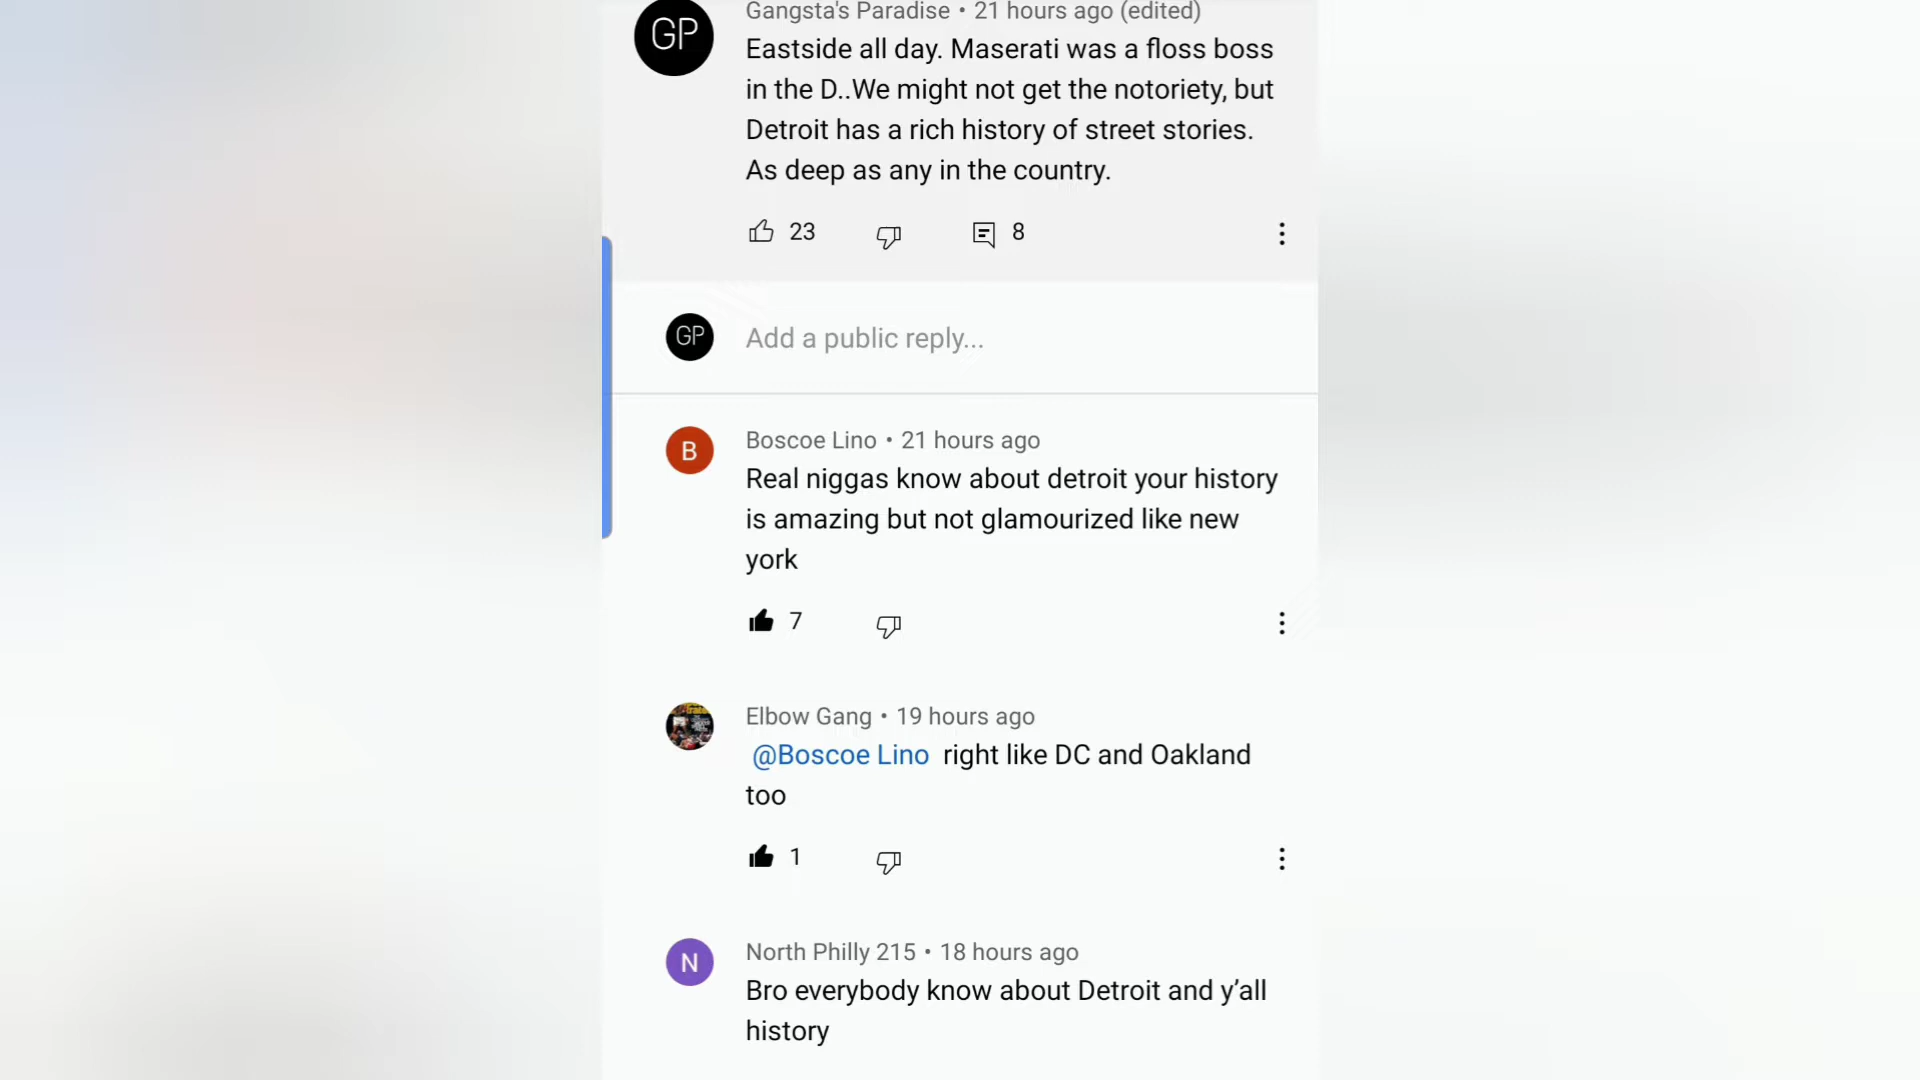 GP
Gangsta's Paradise • 21 hours ago (edited)
Eastside all day. Maserati was a floss boss
in the D..We might not get the notoriety, but
Detroit has a rich history of street stories.
As deep as any in the country.
23 8
GP
Add a public reply...
B
Boscoe Lino • 21 hours ago
Real niggas know about detroit your history
is amazing but not glamourized like new
york
7
Elbow Gang • 19 hours ago
@Boscoe Lino right like DC and Oakland
too
1
N
North Philly 215 • 18 hours ago
Bro everybody know about Detroit and y’all
history